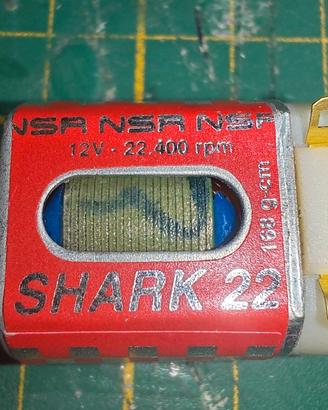 NSR NSR NSR
12V - 22.400 rpm
168 g-cm
SHARK 22